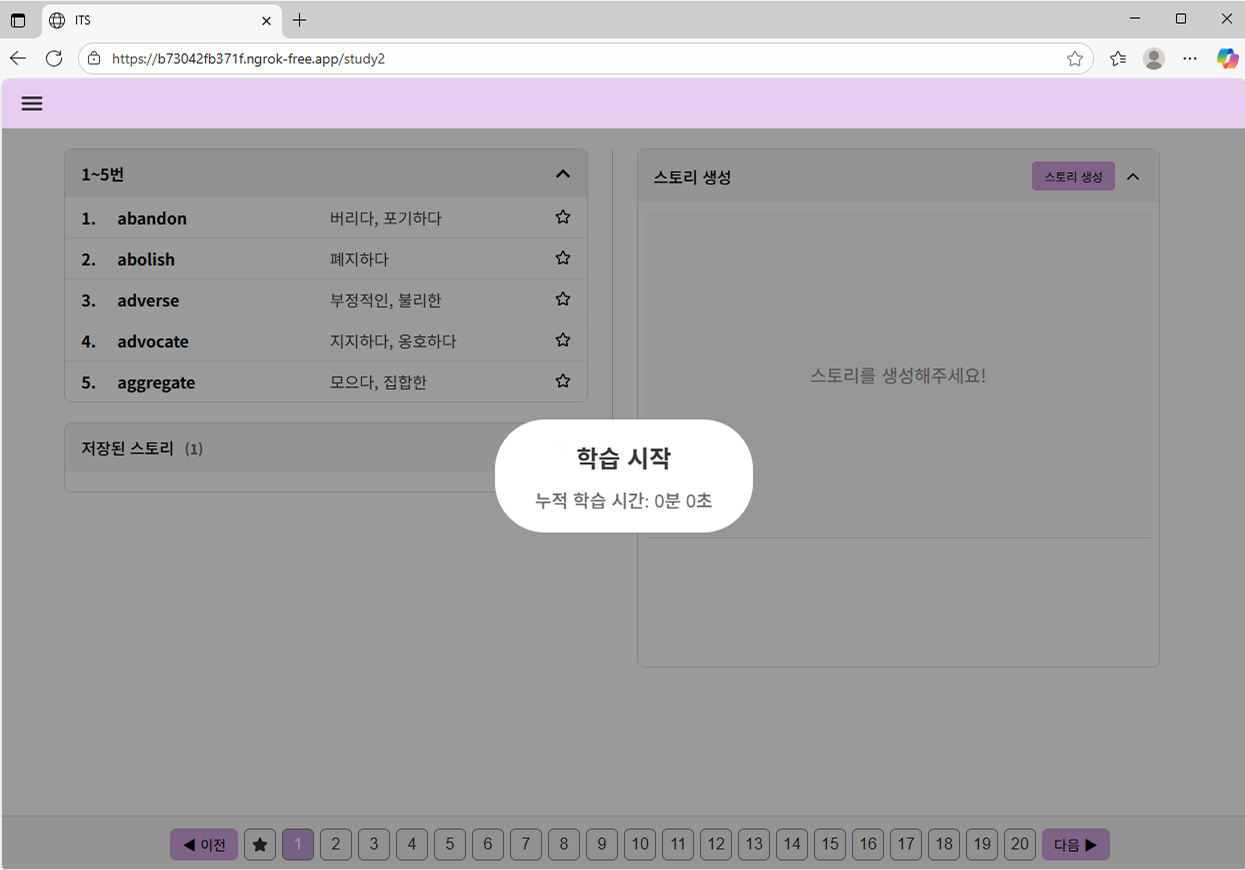 ITS
https://b73042fb371f.ngrok-free.app/study2
1~5번
1. abandon 버리다, 포기하다
2. abolish 폐지하다
3. adverse 부정적인, 불리한
4. advocate 지지하다, 옹호하다
5. aggregate 모으다, 집합한
저장된 스토리 (1)
스토리 생성 스토리 생성
스토리를 생성해주세요!
학습 시작
누적 학습 시간: 0분 0초
◀ 이전 ★ 1 2 3 4 5 6 7 8 9 10 11 12 13 14 15 16 17 18 19 20 다음 ▶